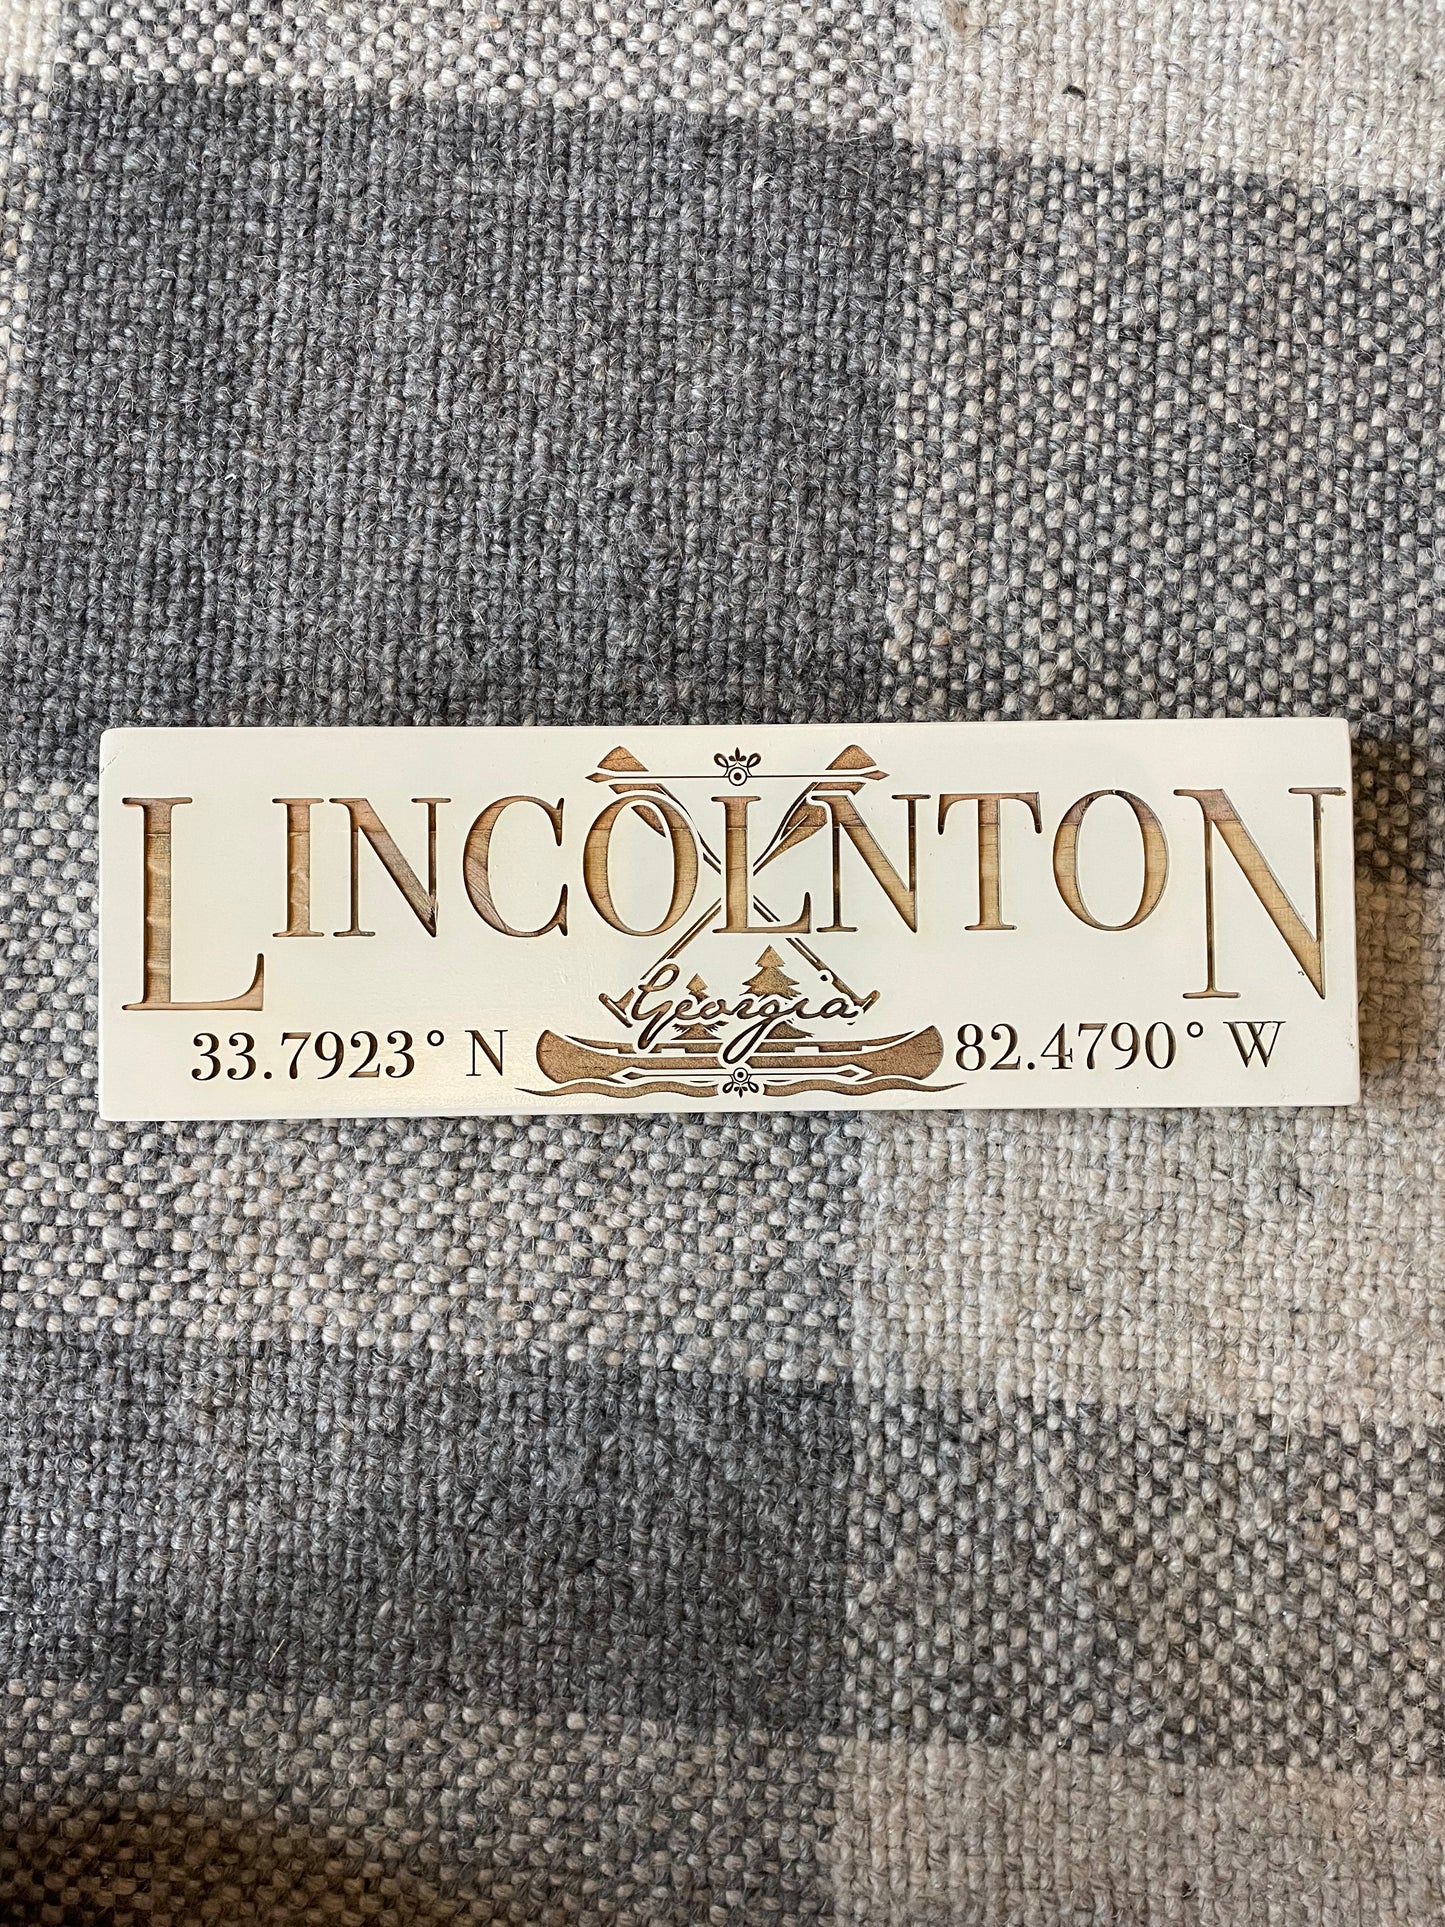 LINCOLNTON
Georgia
33.7923° N 82.4790° W